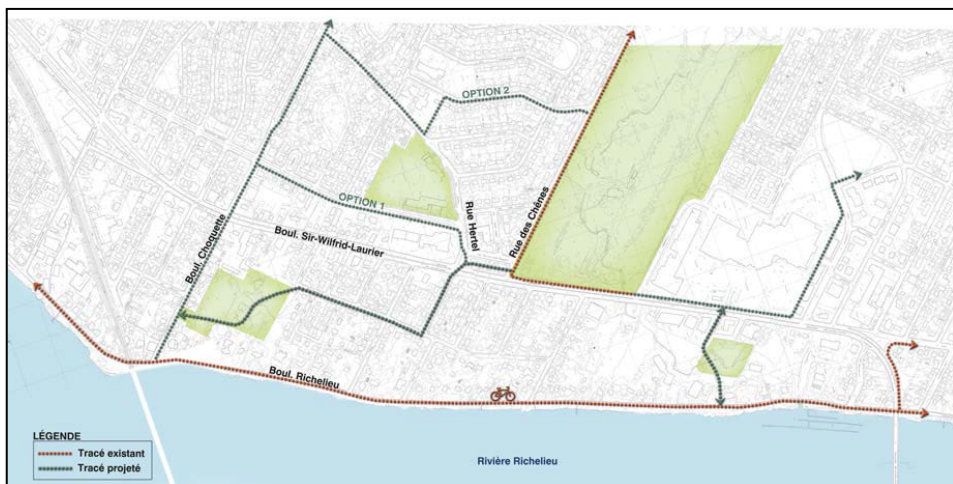 OPTION 2
OPTION 1
Boul. Choquette
Boul. Sir-Wilfrid-Laurier
Rue Hertel
Rue des Chênes
Boul. Richelieu
LÉGENDE
Tracé existant
Tracé projeté
Rivière Richelieu